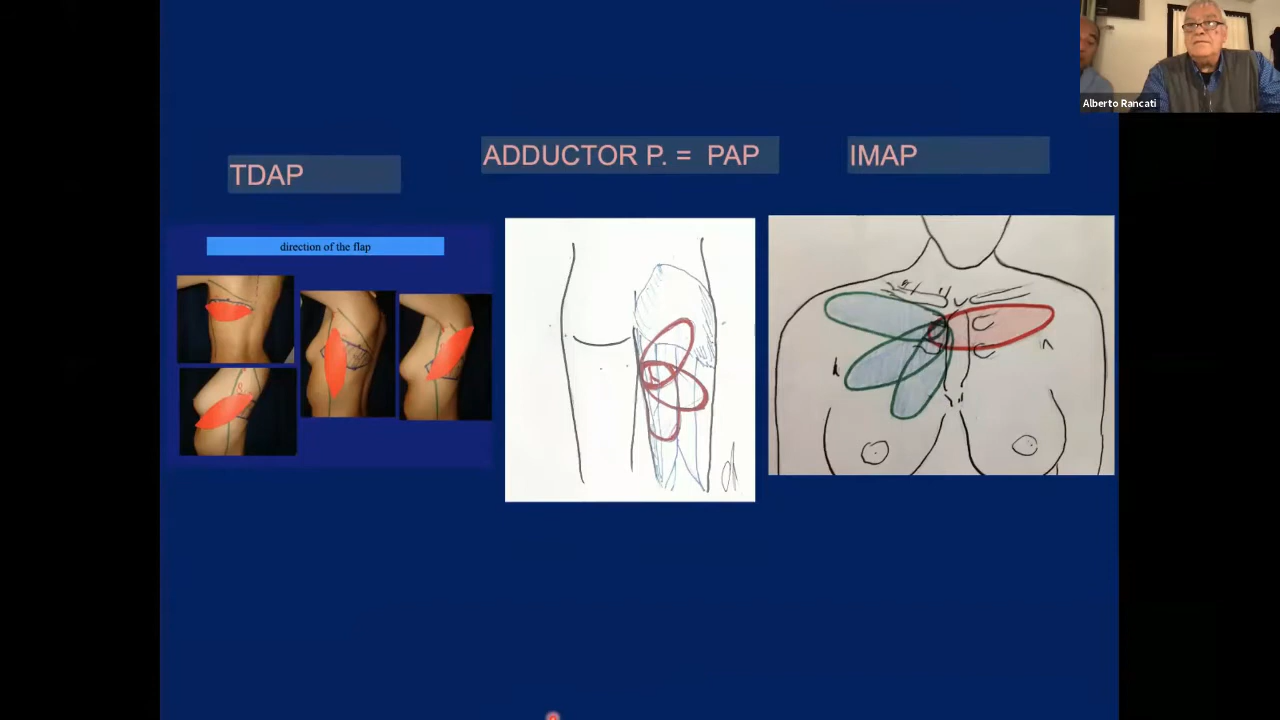 TDAP
ADDUCTOR P. = PAP
IMAP
direction of the flap
Alberto Rancati